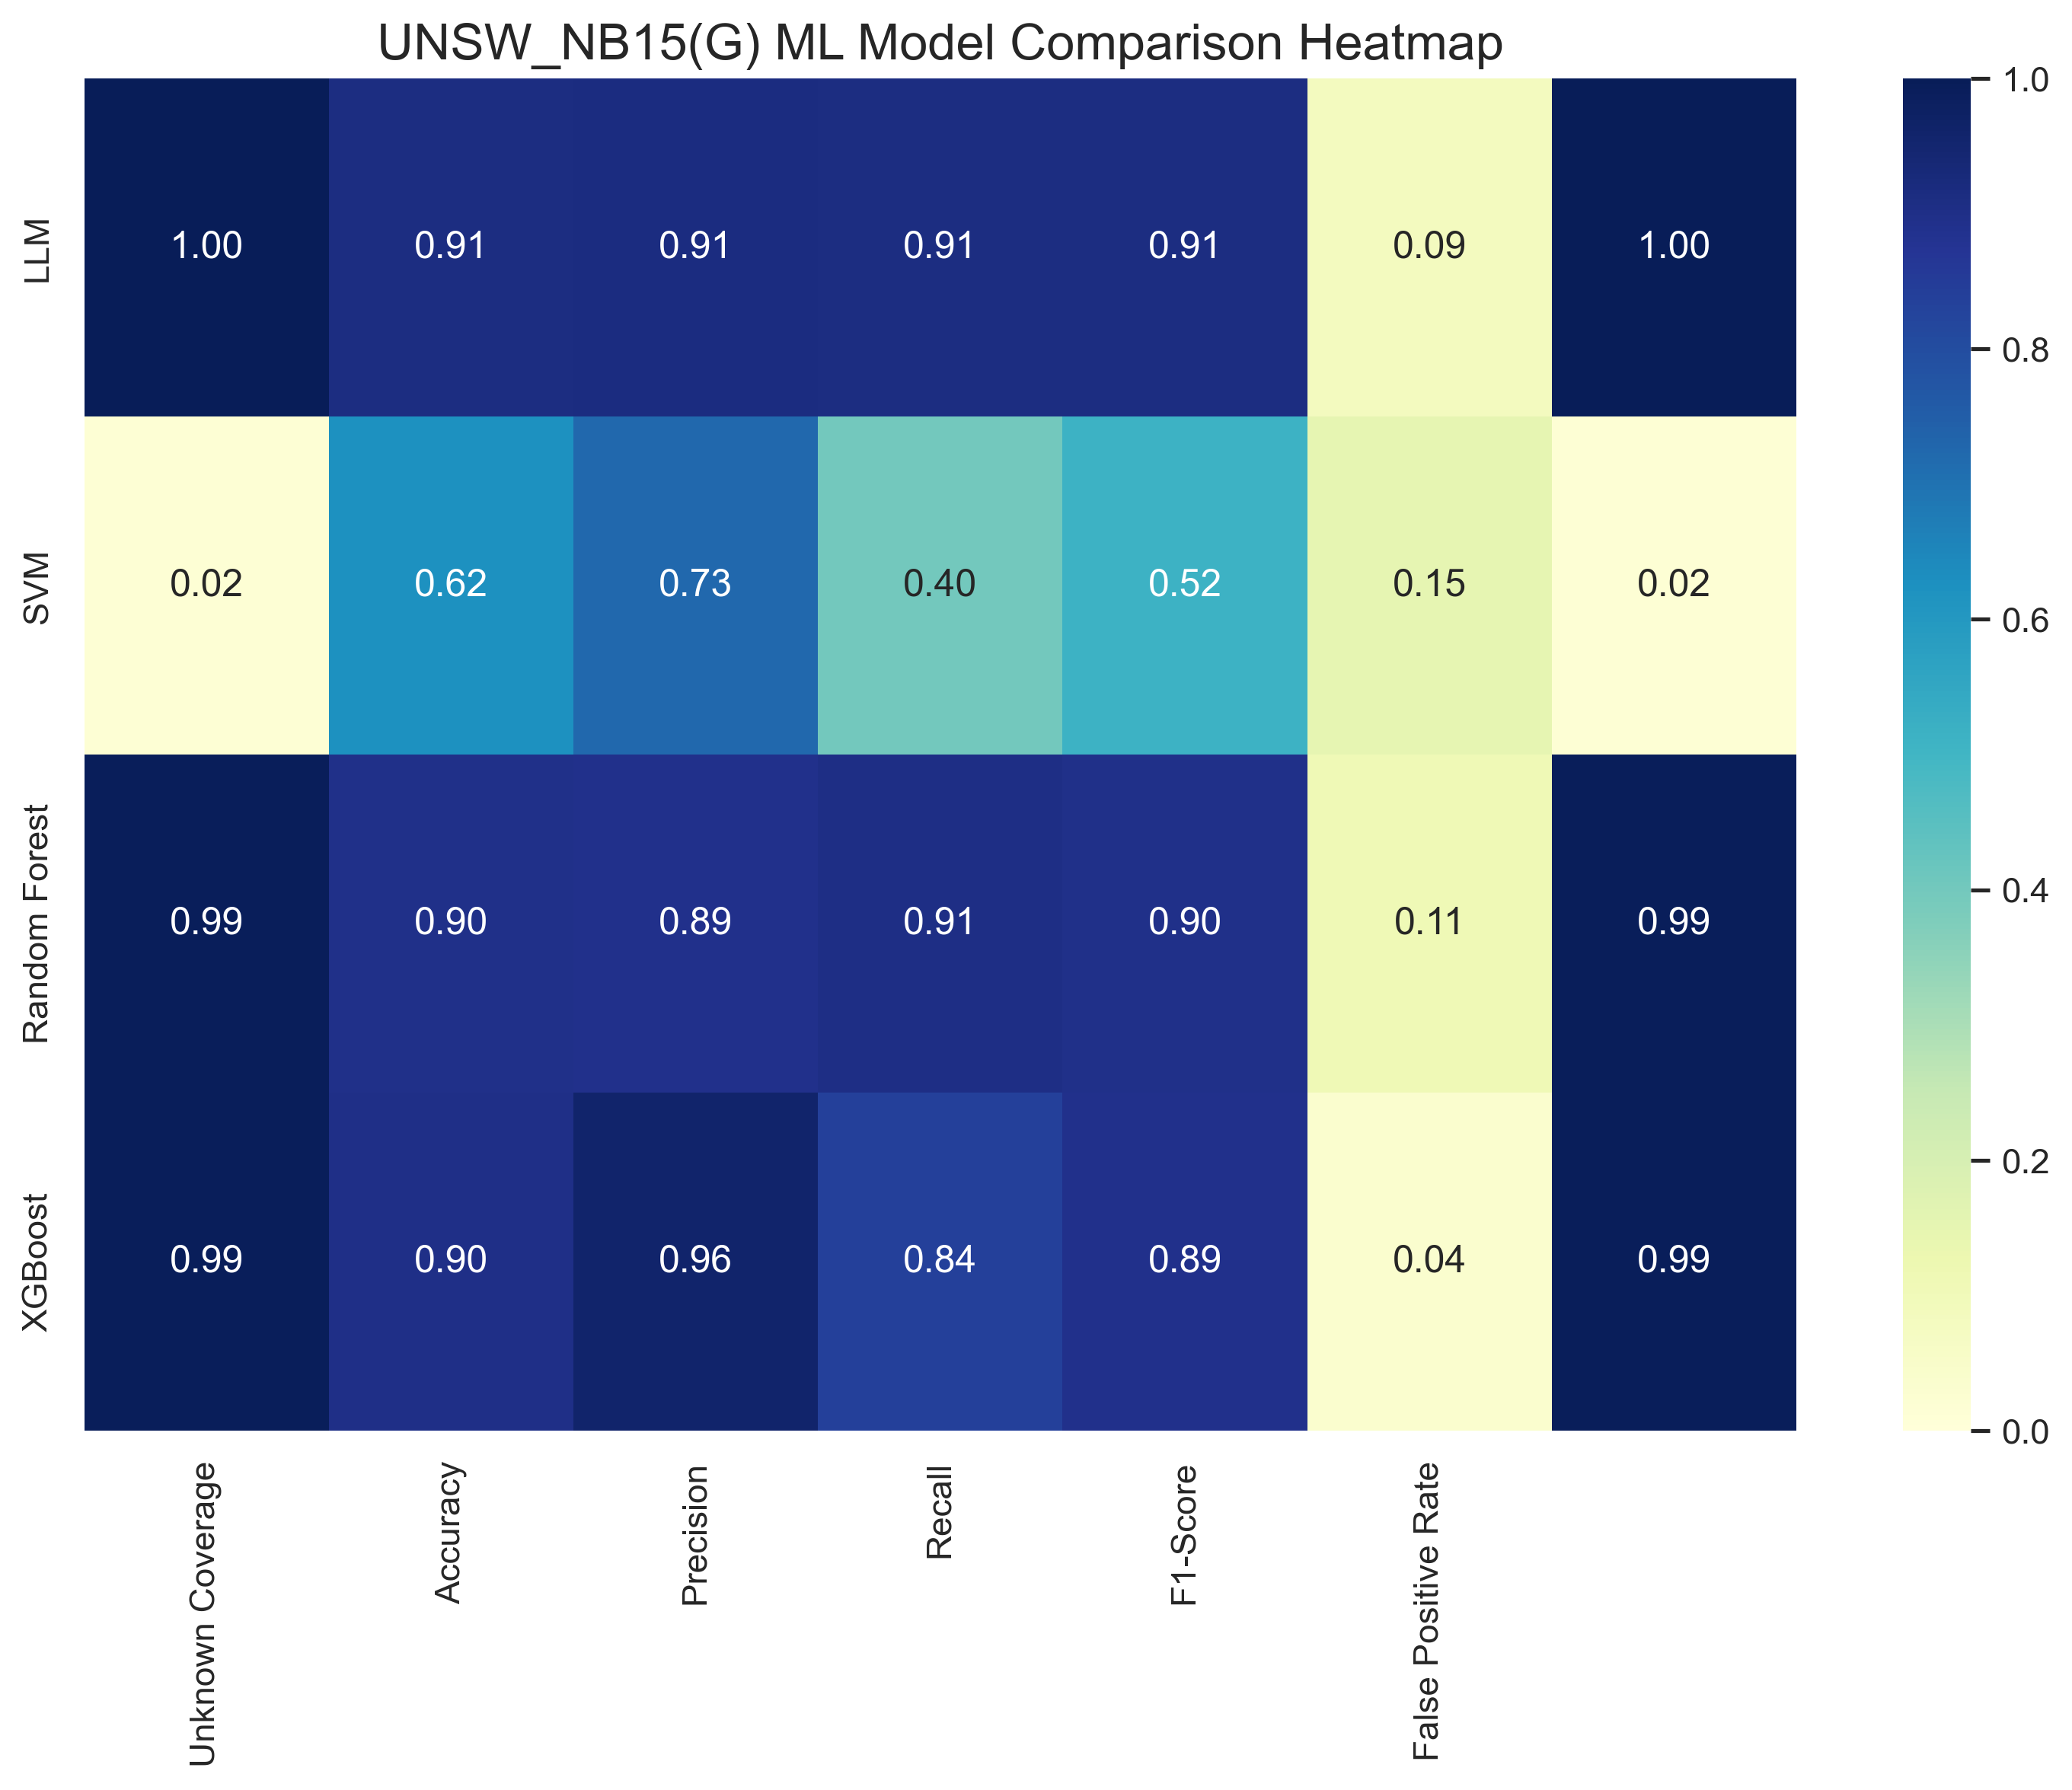 UNSW_NB15(G) ML Model Comparison Heatmap
LLM
1.00 0.91 0.91 0.91 0.91 0.09 1.00
SVM
0.02 0.62 0.73 0.40 0.52 0.15 0.02
Random Forest
0.99 0.90 0.89 0.91 0.90 0.11 0.99
XGBoost
0.99 0.90 0.96 0.84 0.89 0.04 0.99
Unknown Coverage
Accuracy
Precision
Recall
F1-Score
False Positive Rate
1.0
0.8
0.6
0.4
0.2
0.0